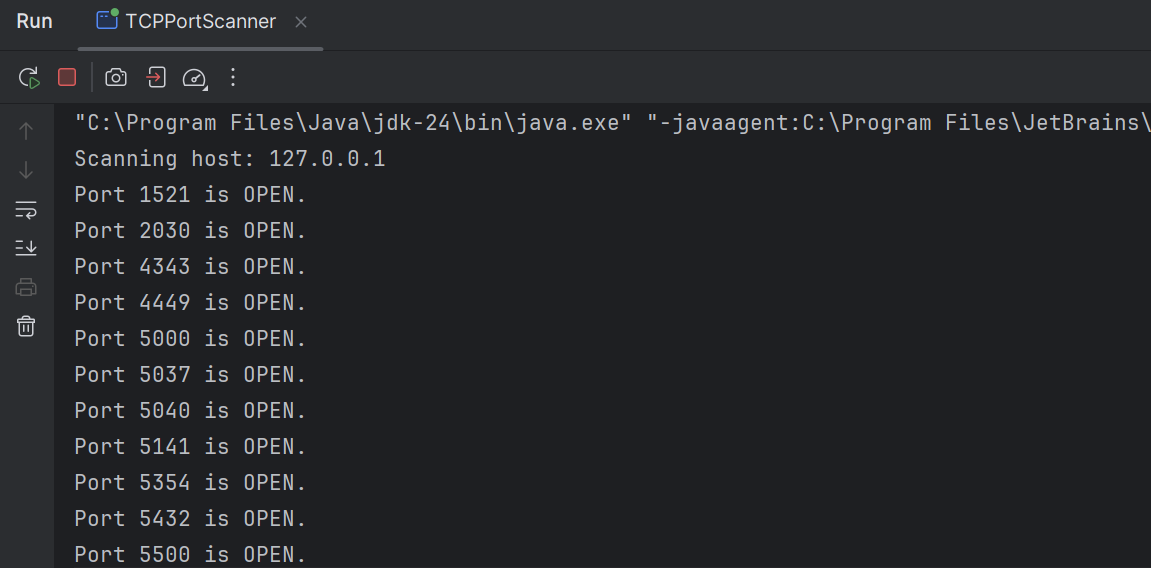 Run TCPPortScanner
"C:\Program Files\Java\jdk-24\bin\java.exe" "-javaagent:C:\Program Files\JetBrains\
Scanning host: 127.0.0.1
Port 1521 is OPEN.
Port 2030 is OPEN.
Port 4343 is OPEN.
Port 4449 is OPEN.
Port 5000 is OPEN.
Port 5037 is OPEN.
Port 5040 is OPEN.
Port 5141 is OPEN.
Port 5354 is OPEN.
Port 5432 is OPEN.
Port 5500 is OPEN.